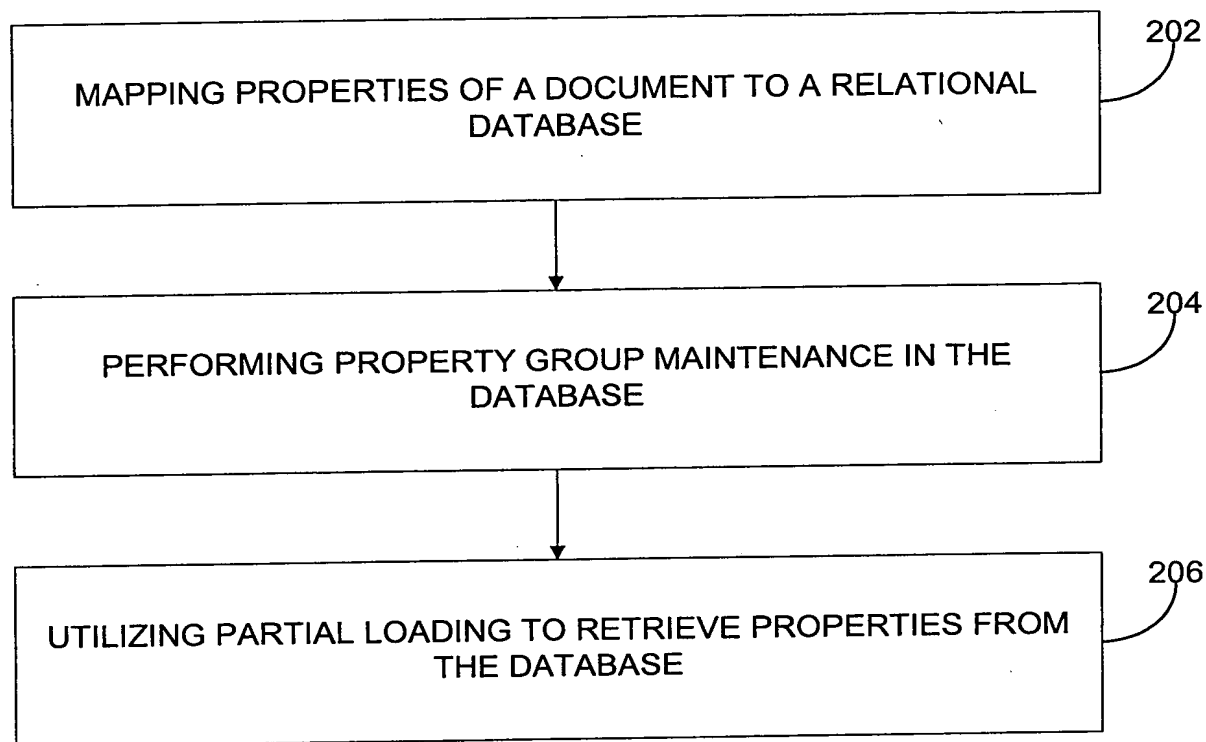 202
MAPPING PROPERTIES OF A DOCUMENT TO A RELATIONAL
DATABASE
204
PERFORMING PROPERTY GROUP MAINTENANCE IN THE
DATABASE
206
UTILIZING PARTIAL LOADING TO RETRIEVE PROPERTIES FROM
THE DATABASE